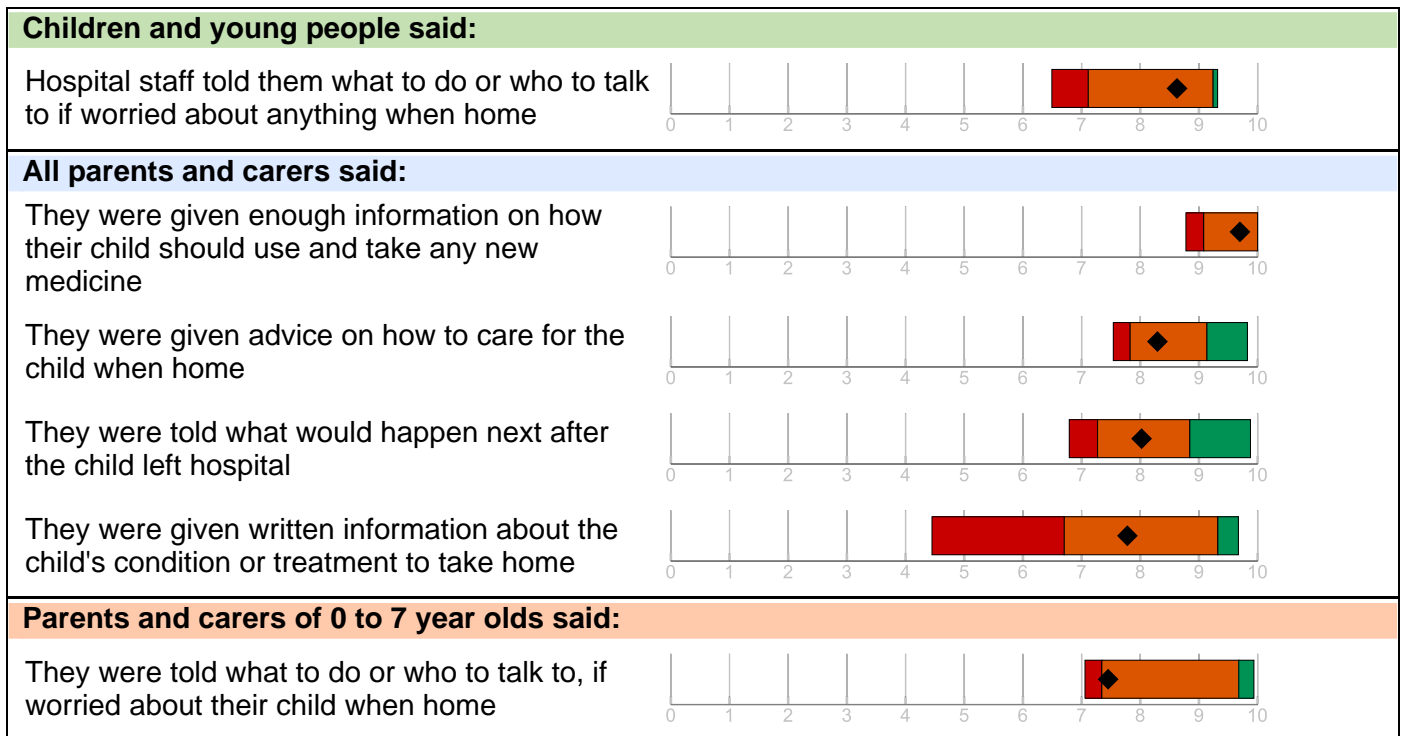 Children and young people said:
Hospital staff told them what to do or who to talk
to if worried about anything when home
0 1 2 3 4 5 6 7 8 9 10
All parents and carers said:
They were given enough information on how
their child should use and take any new
medicine
0 1 2 3 4 5 6 7 8 9 10
They were given advice on how to care for the
child when home
0 1 2 3 4 5 6 7 8 9 10
They were told what would happen next after
the child left hospital
0 1 2 3 4 5 6 7 8 9 10
They were given written information about the
child's condition or treatment to take home
0 1 2 3 4 5 6 7 8 9 10
Parents and carers of 0 to 7 year olds said:
They were told what to do or who to talk to, if
worried about their child when home
0 1 2 3 4 5 6 7 8 9 10